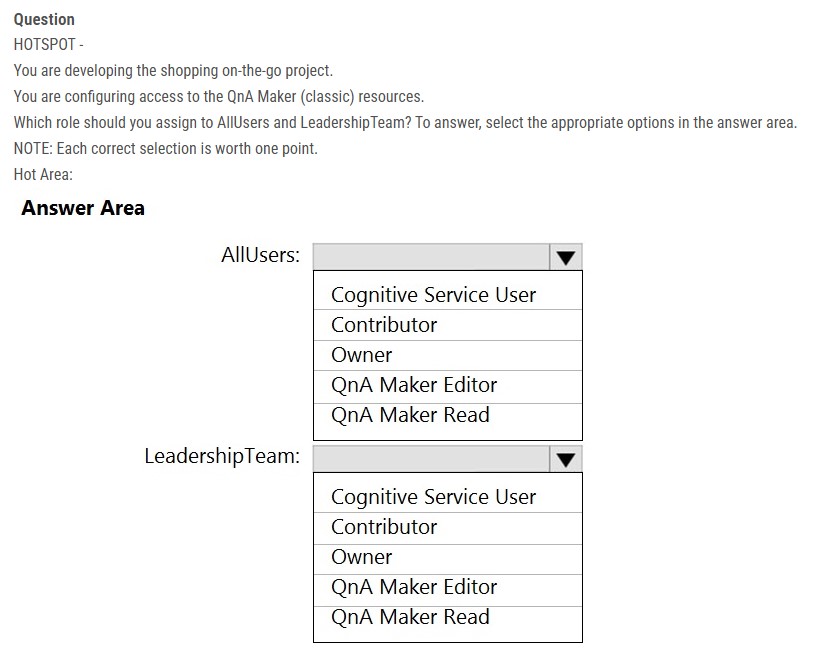 Question
HOTSPOT -
You are developing the shopping on-the-go project.
You are configuring access to the QnA Maker (classic) resources.
Which role should you assign to AllUsers and LeadershipTeam? To answer, select the appropriate options in the answer area.
NOTE: Each correct selection is worth one point.
Hot Area:
Answer Area
AllUsers:
Cognitive Service User
Contributor
Owner
QnA Maker Editor
QnA Maker Read
LeadershipTeam:
Cognitive Service User
Contributor
Owner
QnA Maker Editor
QnA Maker Read